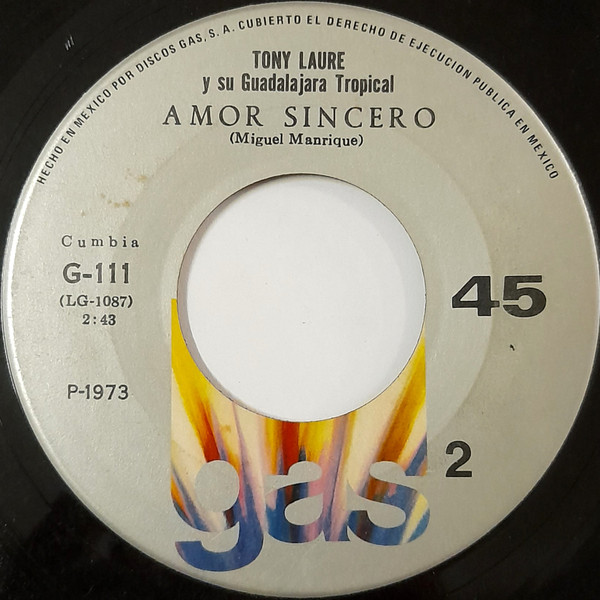 HECHO EN MEXICO POR DISCOS GAS, S. A. CUBIERTO EL DERECHO DE EJECUCION PUBLICA EN MEXICO
TONY LAURE
y su Guadalajara Tropical
AMOR SINCERO
(Miguel Manrique)
Cumbia
G-111
(LG-1087)
2:43
45
P-1973
2
gas